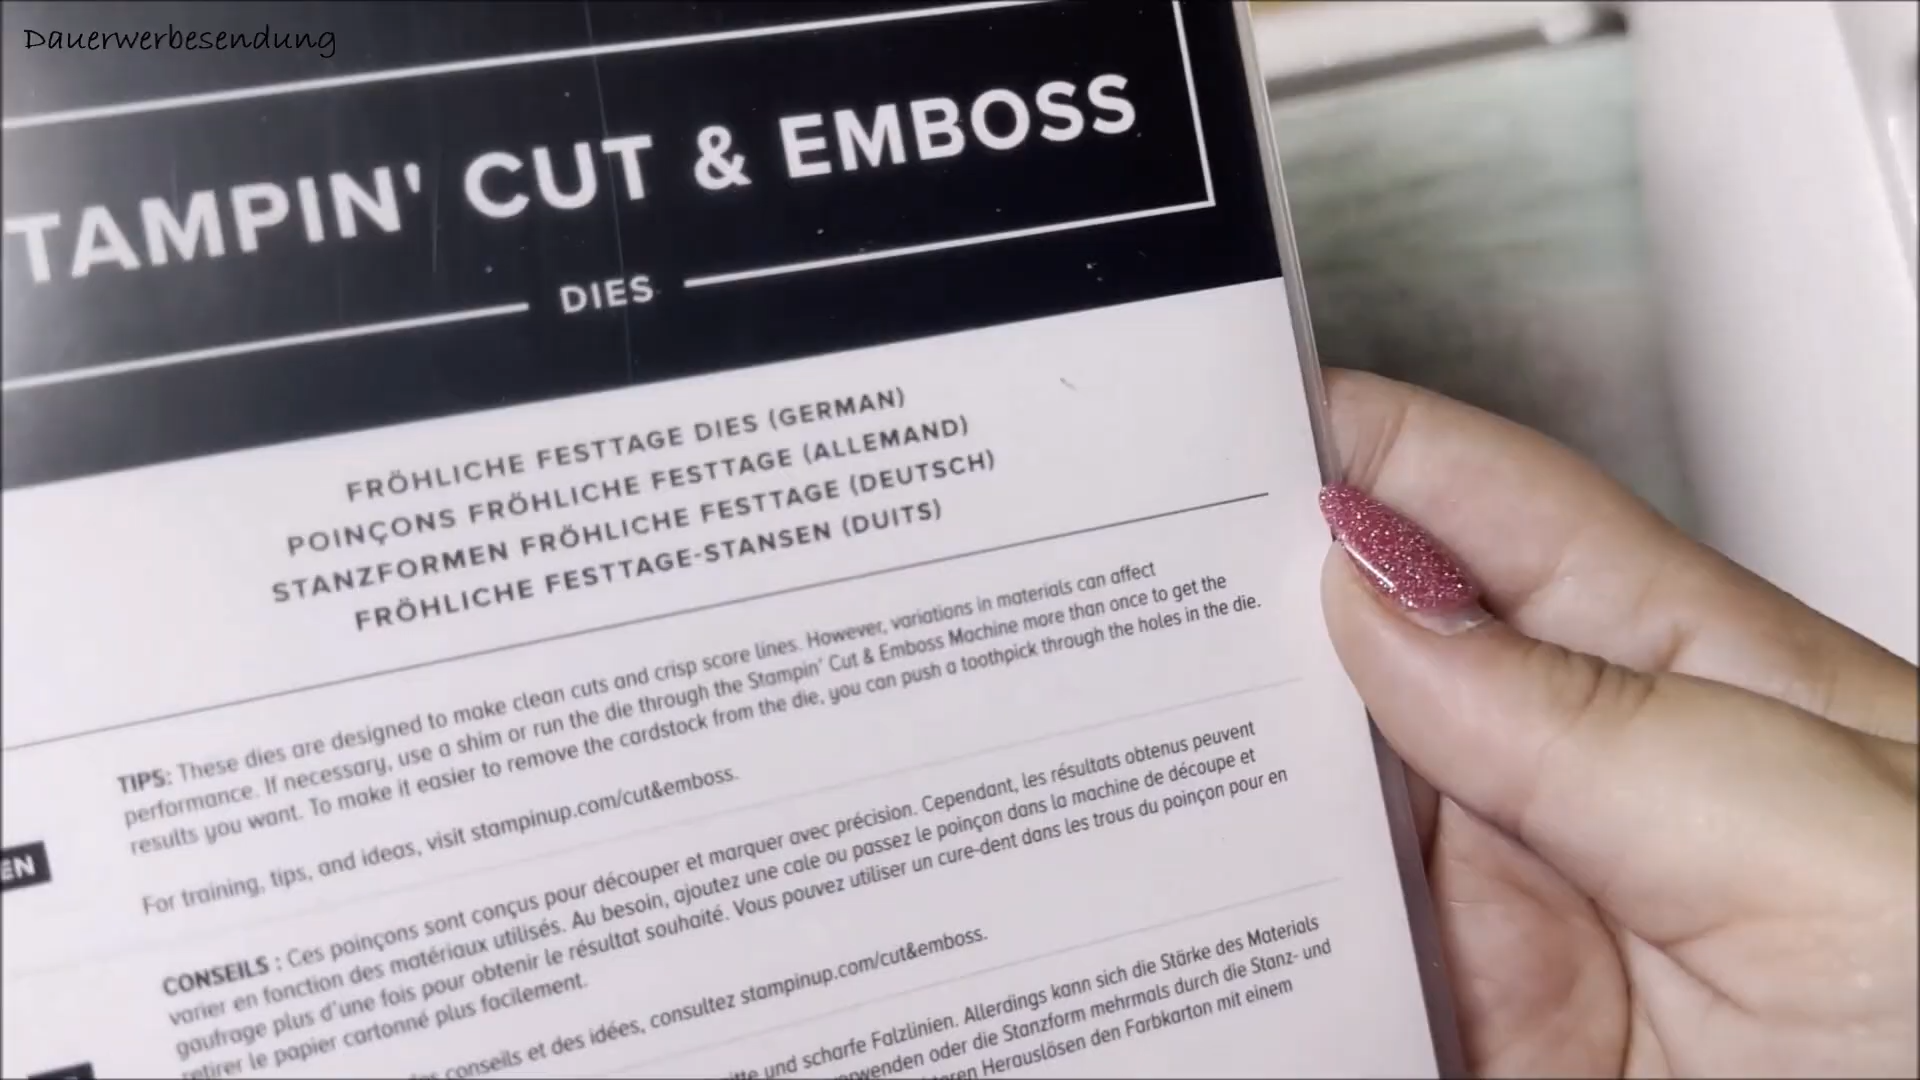 Dauerwerbesendung
TAMPIN' CUT & EMBOSS
DIES
FRÖHLICHE FESTTAGE DIES (GERMAN)
POINÇONS FRÖHLICHE FESTTAGE (ALLEMAND)
STANZFORMEN FRÖHLICHE FESTTAGE (DEUTSCH)
FRÖHLICHE FESTTAGE-STANSEN (DUITS)
EN
TIPS: These dies are designed to make clean cuts and crisp score lines. However, variations in materials can affect
performance. If necessary, use a shim or run the die through the Stampin' Cut & Emboss Machine more than once to get the
results you want. To make it easier to remove the cardstock from the die, you can push a toothpick through the holes in the die.
For training, tips, and ideas, visit stampinup.com/cut&emboss.
CONSEILS : Ces poinçons sont conçus pour découper et marquer avec précision. Cependant, les résultats obtenus peuvent
varier en fonction des matériaux utilisés. Au besoin, ajoutez une cale ou passez le poinçon dans la machine de découpe et
gaufrage plus d'une fois pour obtenir le résultat souhaité. Vous pouvez utiliser un cure-dent dans les trous du poinçon pour en
retirer le papier cartonné plus facilement.
conseils et des idées, consultez stampinup.com/cut&emboss.
und scharfe Falzlinien. Allerdings kann sich die Stärke des Materials
oder die Stanzform mehrmals durch die Stanz- und
Herauslösen den Farbkarton mit einem